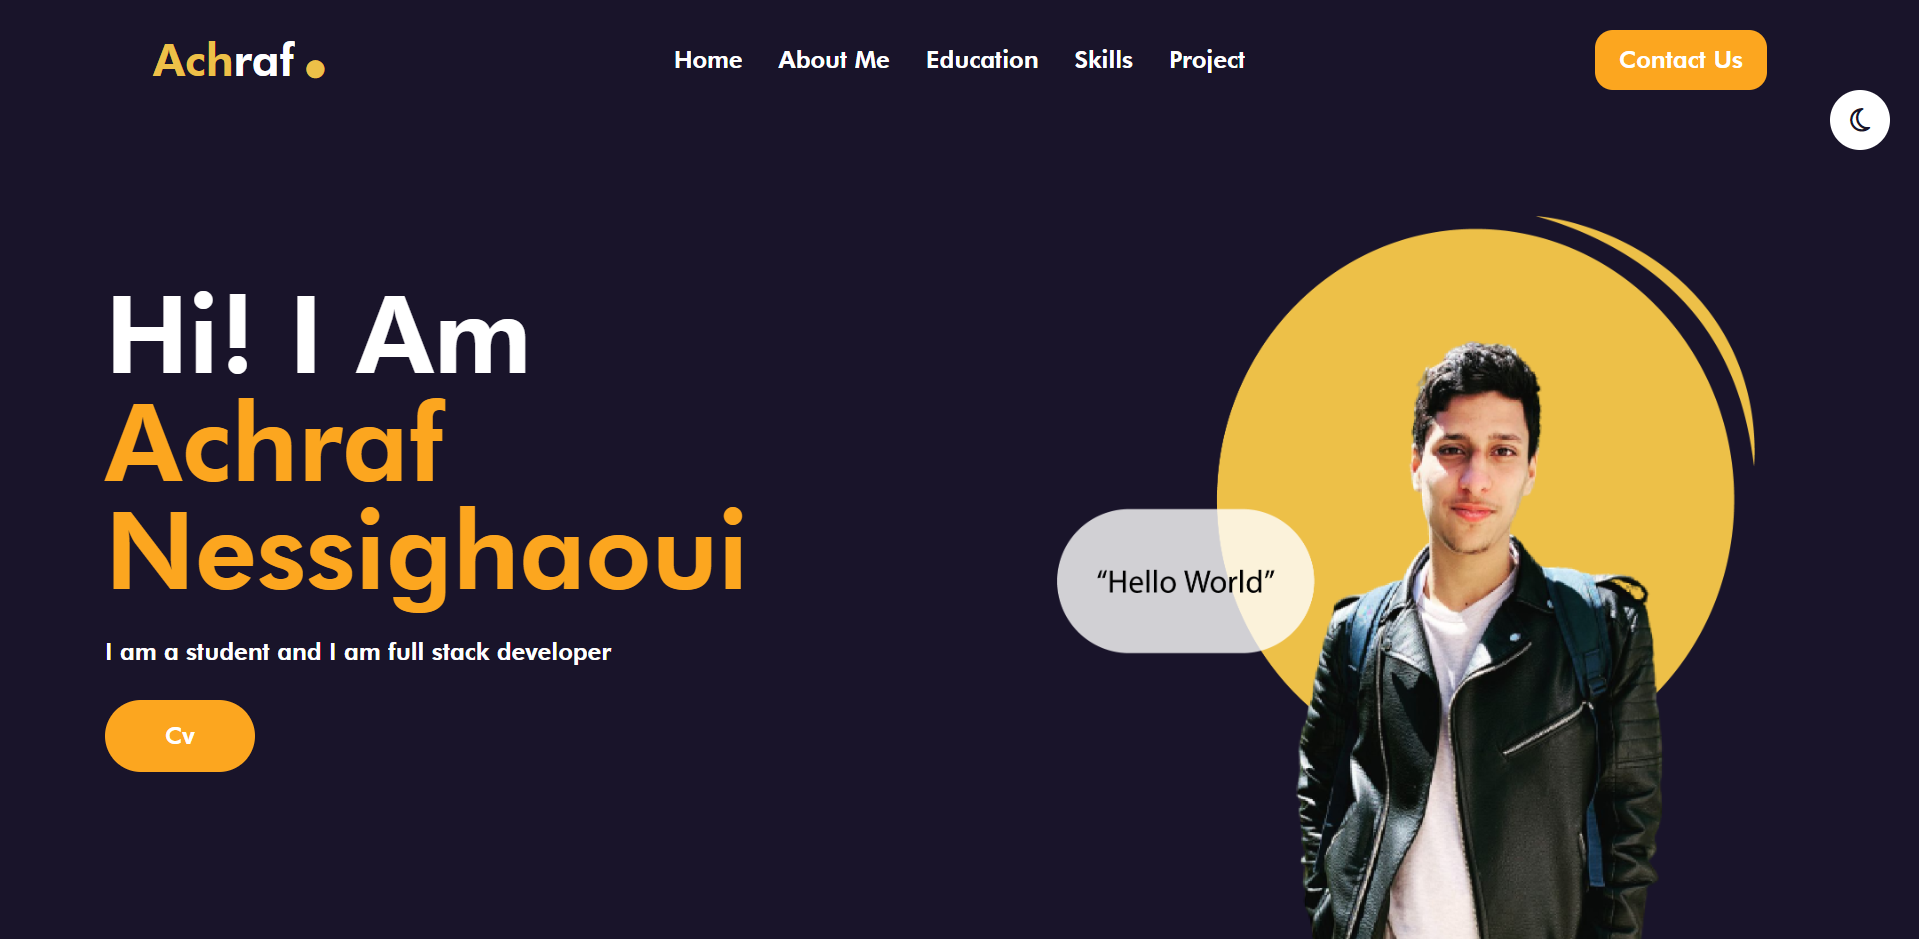 Achraf
Home About Me Education Skills Project
Contact Us
Hi! I Am
Achraf
Nessighaoui
“Hello World”
I am a student and I am full stack developer
Cv